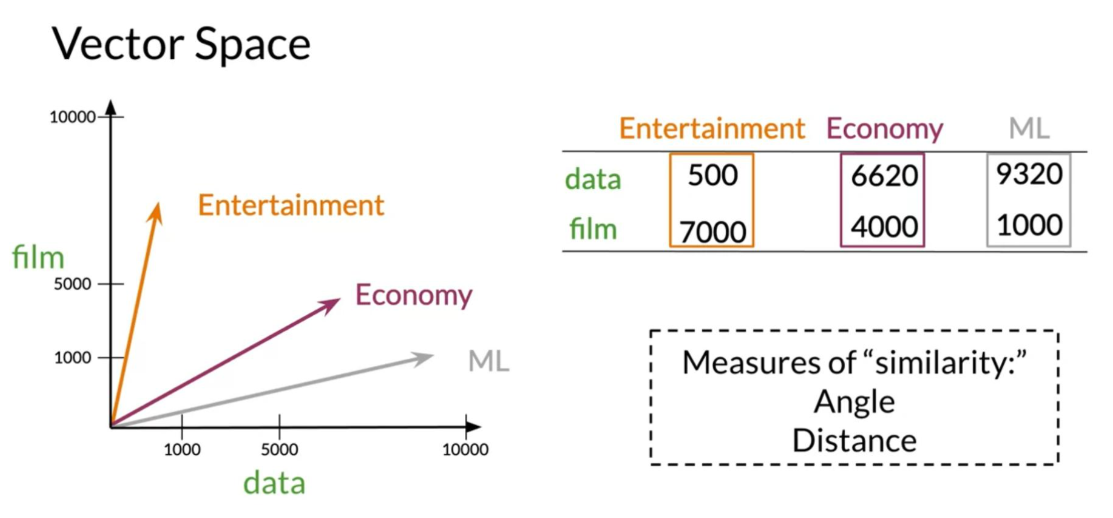 Vector Space
10000
Entertainment
film
5000
Economy
1000
ML
1000 5000 10000
data
Entertainment Economy ML
data 500 6620 9320
film 7000 4000 1000
Measures of “similarity:”
Angle
Distance